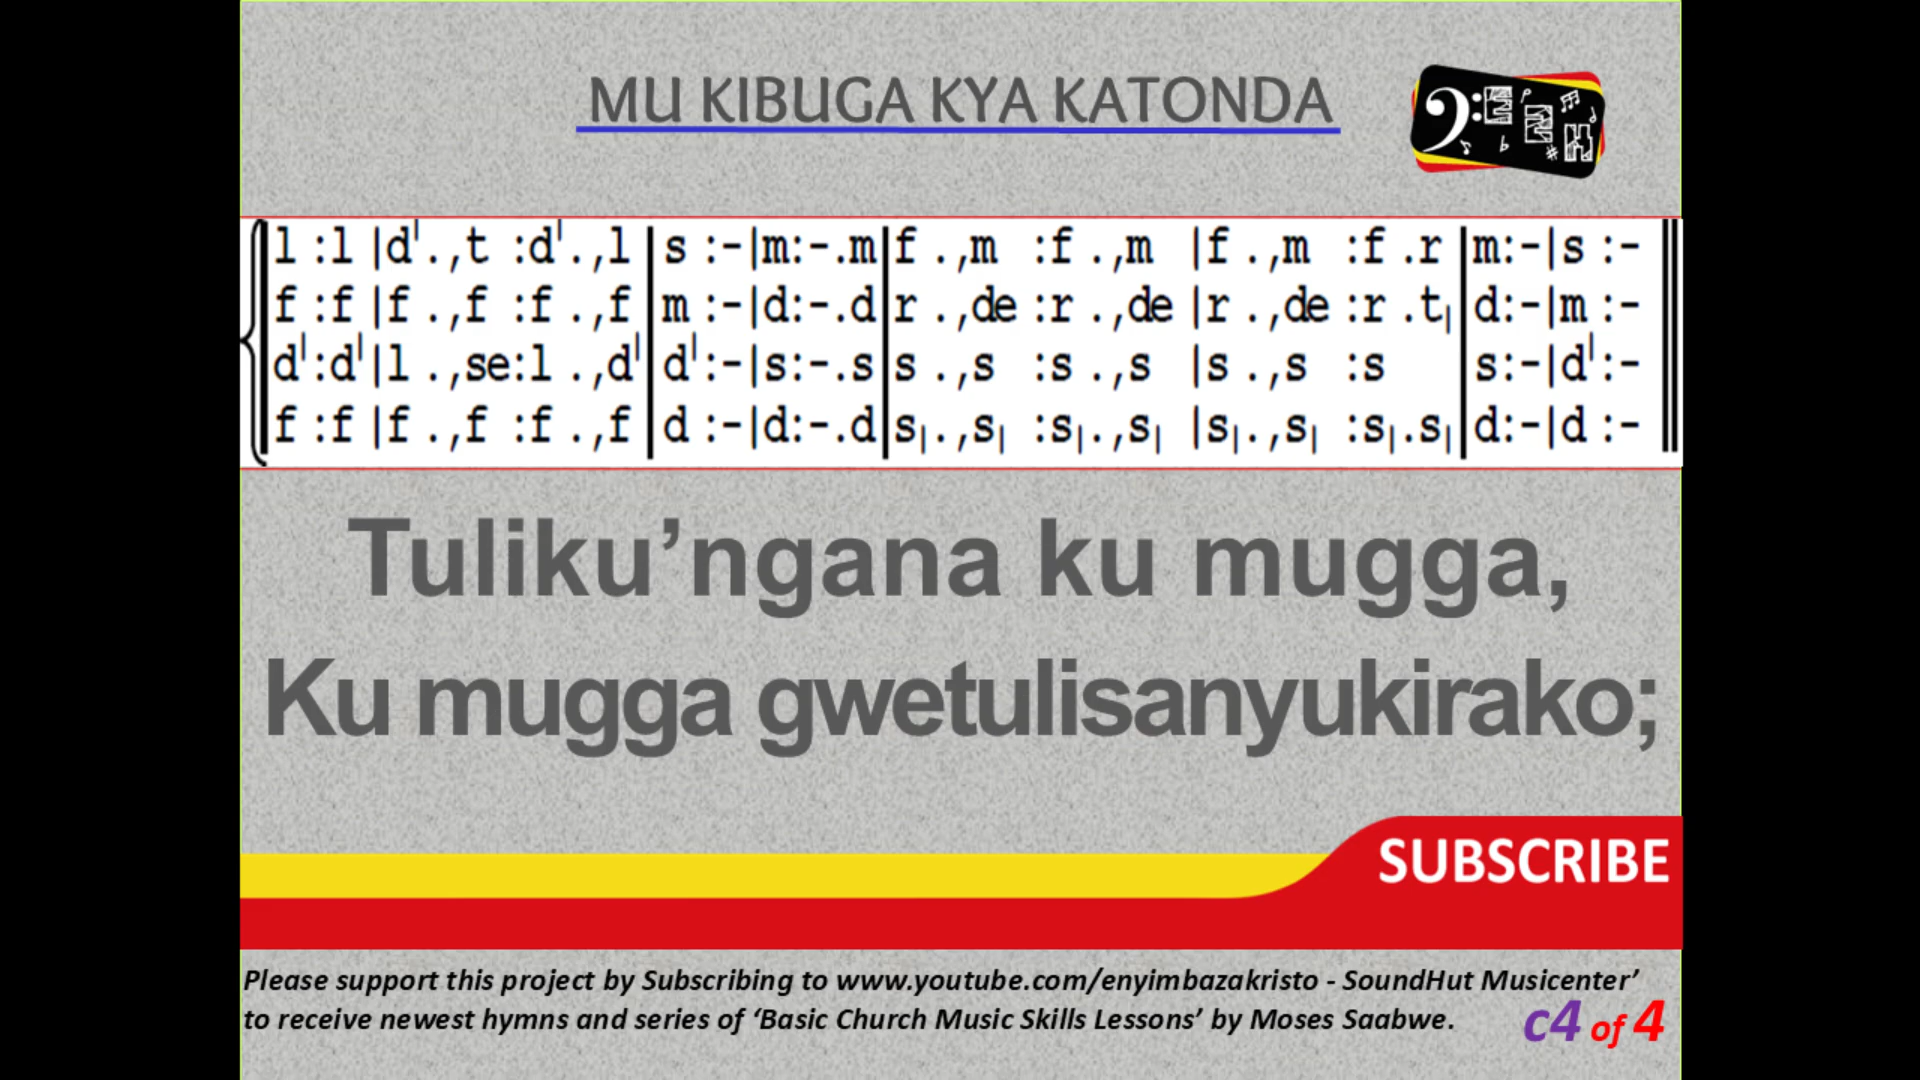 MU KIBUGA KYA KATONDA
EZH
l :l |d'.,t :d'.,l | s :-|m:-.m | f .,m :f .,m |f .,m :f .r | m:-|s :-
f :f |f .,f :f .,f | m :-|d:-.d | r .,de :r .,de |r .,de :r .t| | d:-|m :-
d':d'|l .,se:l .,d' | d':-|s:-.s | s .,s :s .,s |s .,s :s | s:-|d':-
f :f |f .,f :f .,f | d :-|d:-.d | s|.,s| :s|.,s| |s|.,s| :s|.s| | d:-|d :-
Tuliku’ngana ku mugga,
Ku mugga gwetulisanyukirako;
SUBSCRIBE
Please support this project by Subscribing to www.youtube.com/enyimbazakristo - SoundHut Musicenter’
to receive newest hymns and series of ‘Basic Church Music Skills Lessons’ by Moses Saabwe.
c4 of 4